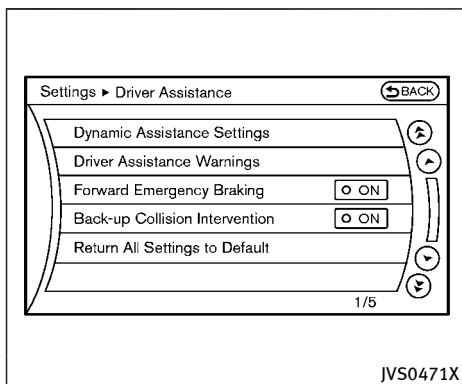 Settings ▸ Driver Assistance BACK
Dynamic Assistance Settings
Driver Assistance Warnings
Forward Emergency Braking ON
Back-up Collision Intervention ON
Return All Settings to Default
1/5
JVS0471X